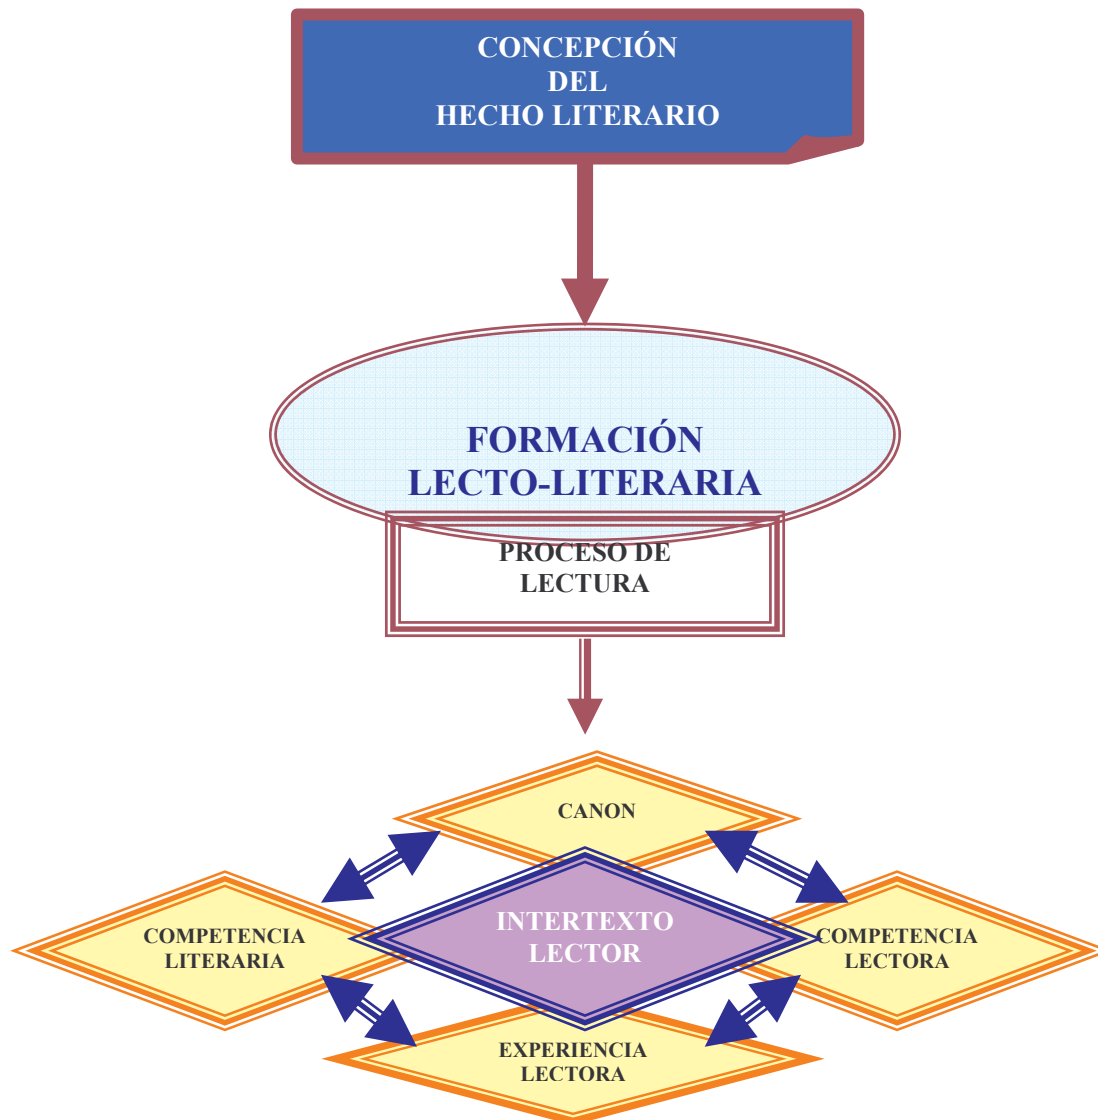 CONCEPCIÓN
DEL
HECHO LITERARIO
FORMACIÓN
LECTO-LITERARIA
PROCESO DE
LECTURA
CANON
COMPETENCIA
LITERARIA
INTERTEXTO
LECTOR
COMPETENCIA
LECTORA
EXPERIENCIA
LECTORA